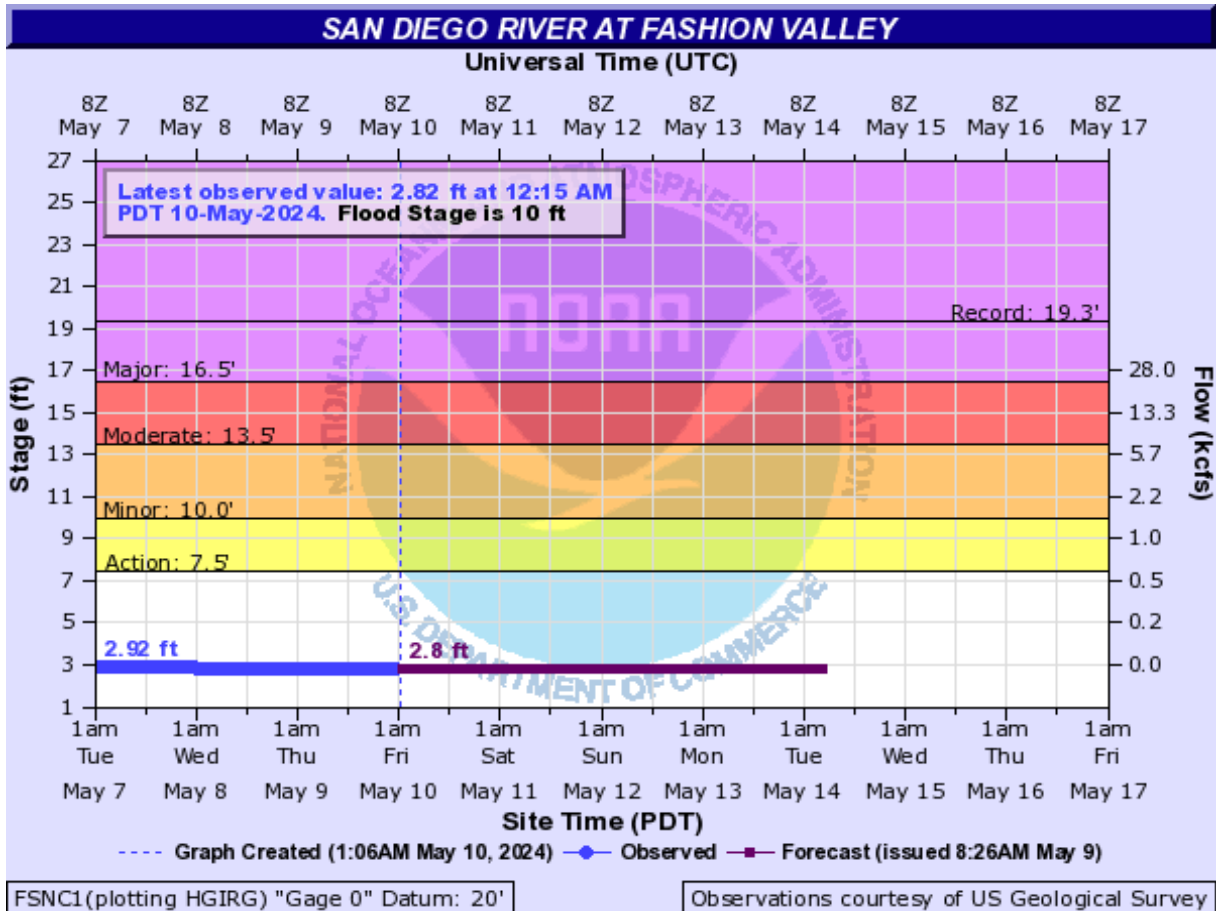 SAN DIEGO RIVER AT FASHION VALLEY
Universal Time (UTC)
8Z 8Z 8Z 8Z 8Z 8Z 8Z 8Z 8Z 8Z 8Z
May 7 May 8 May 9 May 10 May 11 May 12 May 13 May 14 May 15 May 16 May 17
27
Latest observed value: 2.82 ft at 12:15 AM
PDT 10-May-2024. Flood Stage is 10 ft
25
23
21
Record: 19.3'
19
Major: 16.5'
17 28.0
15 13.3
Moderate: 13.5'
13 5.7
11 2.2
Minor: 10.0'
9 1.0
Action: 7.5'
7 0.5
5 0.2
2.92 ft 2.8 ft
3 0.0
1
Stage (ft)
Flow (kcfs)
NATIONAL OCEANIC AND ATMOSPHERIC ADMINISTRATION
NOAA
U.S. DEPARTMENT OF COMMERCE
1am 1am 1am 1am 1am 1am 1am 1am 1am 1am 1am
Tue Wed Thu Fri Sat Sun Mon Tue Wed Thu Fri
May 7 May 8 May 9 May 10 May 11 May 12 May 13 May 14 May 15 May 16 May 17
Site Time (PDT)
Graph Created (1:06AM May 10, 2024) Observed Forecast (issued 8:26AM May 9)
FSNC1(plotting HGIRG) "Gage 0" Datum: 20' Observations courtesy of US Geological Survey